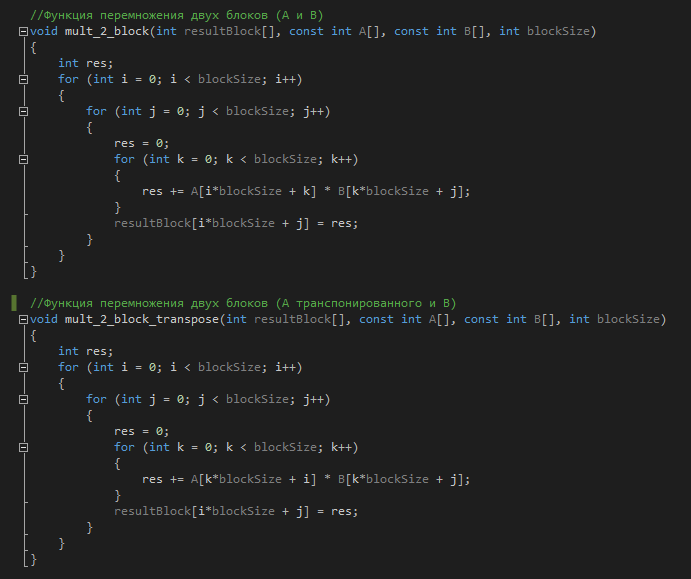 //Функция перемножения двух блоков (A и B)
void mult_2_block(int resultBlock[], const int A[], const int B[], int blockSize)
{
    int res;
    for (int i = 0; i < blockSize; i++)
    {
        for (int j = 0; j < blockSize; j++)
        {
            res = 0;
            for (int k = 0; k < blockSize; k++)
            {
                res += A[i*blockSize + k] * B[k*blockSize + j];
            }
            resultBlock[i*blockSize + j] = res;
        }
    }
}
//Функция перемножения двух блоков (A транспонированного и B)
void mult_2_block_transpose(int resultBlock[], const int A[], const int B[], int blockSize)
{
    int res;
    for (int i = 0; i < blockSize; i++)
    {
        for (int j = 0; j < blockSize; j++)
        {
            res = 0;
            for (int k = 0; k < blockSize; k++)
            {
                res += A[k*blockSize + i] * B[k*blockSize + j];
            }
            resultBlock[i*blockSize + j] = res;
        }
    }
}